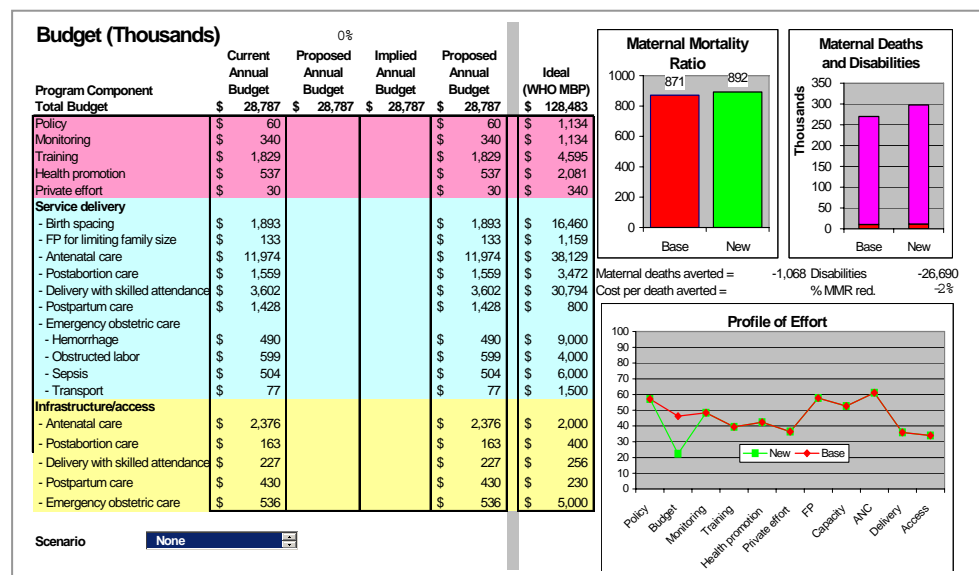 Budget (Thousands) 0%
Current Proposed Implied Proposed
Annual Annual Annual Annual Ideal
Program Component Budget Budget Budget Budget (WHO MBP)
Total Budget $ 28,787 $ 28,787 $ 28,787 $ 28,787 $ 128,483
Policy $ 60 $ 60 $ 1,134
Monitoring $ 340 $ 340 $ 1,134
Training $ 1,829 $ 1,829 $ 4,595
Health promotion $ 537 $ 537 $ 2,081
Private effort $ 30 $ 30 $ 340
Service delivery
- Birth spacing $ 1,893 $ 1,893 $ 16,460
- FP for limiting family size $ 133 $ 133 $ 1,159
- Antenatal care $ 11,974 $ 11,974 $ 38,129
- Postabortion care $ 1,559 $ 1,559 $ 3,472
- Delivery with skilled attendance $ 3,602 $ 3,602 $ 30,794
- Postpartum care $ 1,428 $ 1,428 $ 800
- Emergency obstetric care
- Hemorrhage $ 490 $ 490 $ 9,000
- Obstructed labor $ 599 $ 599 $ 4,000
- Sepsis $ 504 $ 504 $ 6,000
- Transport $ 77 $ 77 $ 1,500
Infrastructure/access
- Antenatal care $ 2,376 $ 2,376 $ 2,000
- Postabortion care $ 163 $ 163 $ 400
- Delivery with skilled attendance $ 227 $ 227 $ 256
- Postpartum care $ 430 $ 430 $ 230
- Emergency obstetric care $ 536 $ 536 $ 5,000
Scenario None
Maternal Mortality
Ratio
1000
800
600
400
200
0
871 892
Base New
Maternal Deaths
and Disabilities
Thousands
350
300
250
200
150
100
50
0
Base New
Maternal deaths averted = -1,068 Disabilities -26,690
Cost per death averted = % MMR red. -2%
Profile of Effort
100
90
80
70
60
50
40
30
20
10
0
New Base
Policy
Budget
Monitoring
Training
Health promotion
Private effort
FP
Capacity
ANC
Delivery
Access